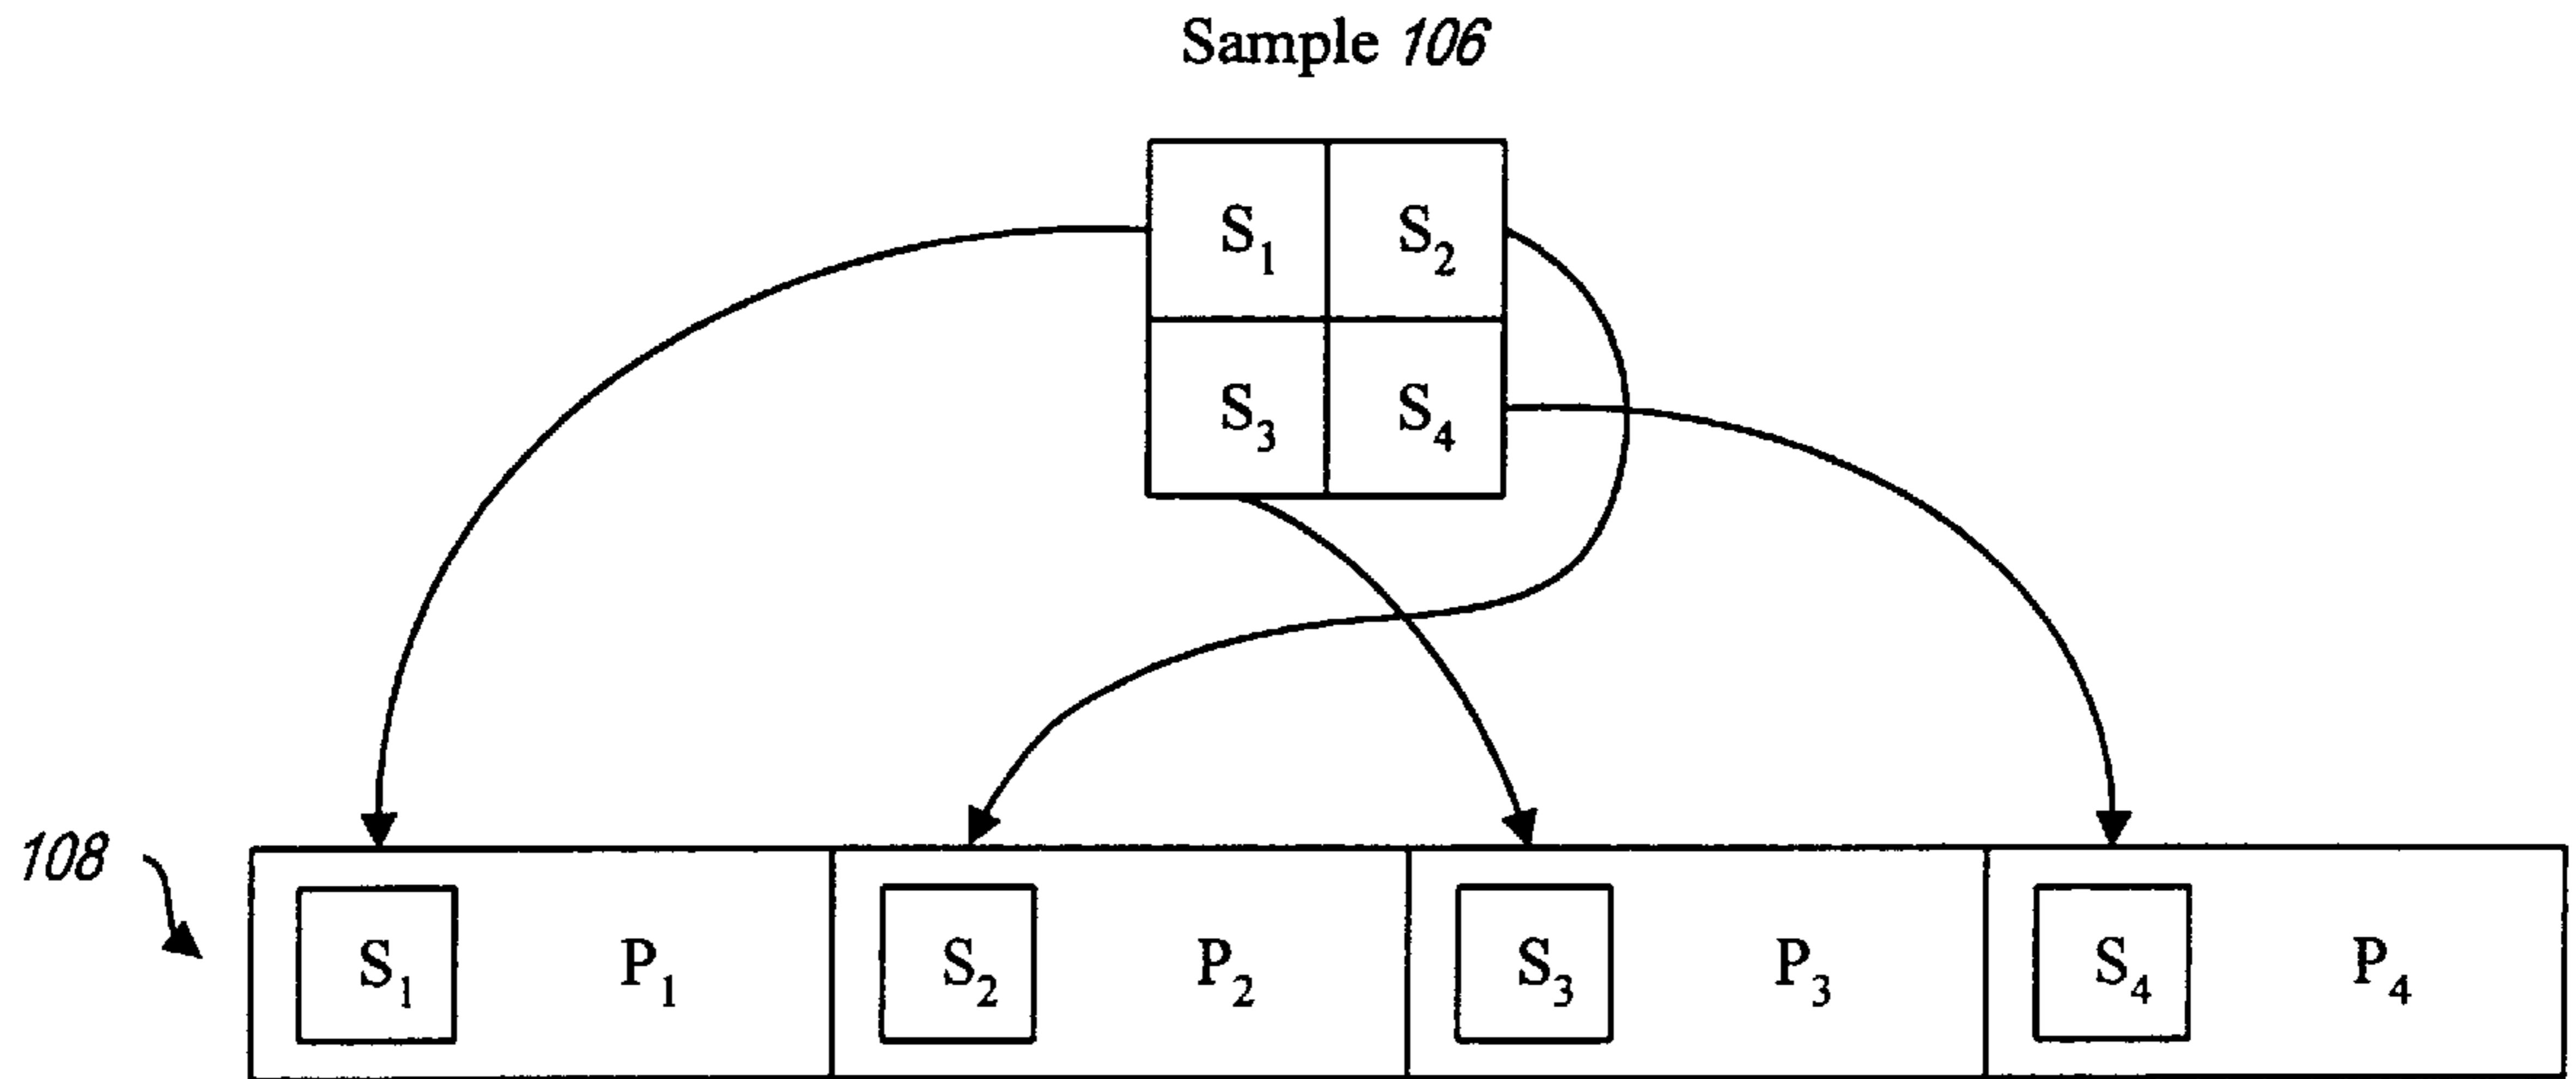 Sample 106
S₁ S₂
S₃ S₄
108
S₁ P₁ S₂ P₂ S₃ P₃ S₄ P₄